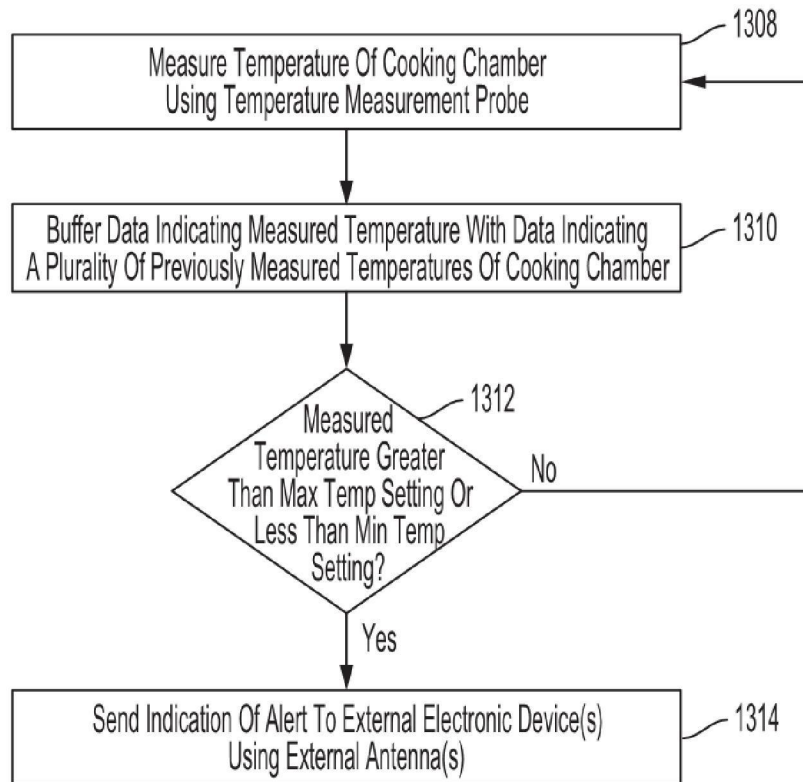 1308
Measure Temperature Of Cooking Chamber
Using Temperature Measurement Probe
Buffer Data Indicating Measured Temperature With Data Indicating
A Plurality Of Previously Measured Temperatures Of Cooking Chamber
1310
1312
Measured
Temperature Greater
Than Max Temp Setting Or
Less Than Min Temp
Setting?
No
Yes
Send Indication Of Alert To External Electronic Device(s)
Using External Antenna(s)
1314